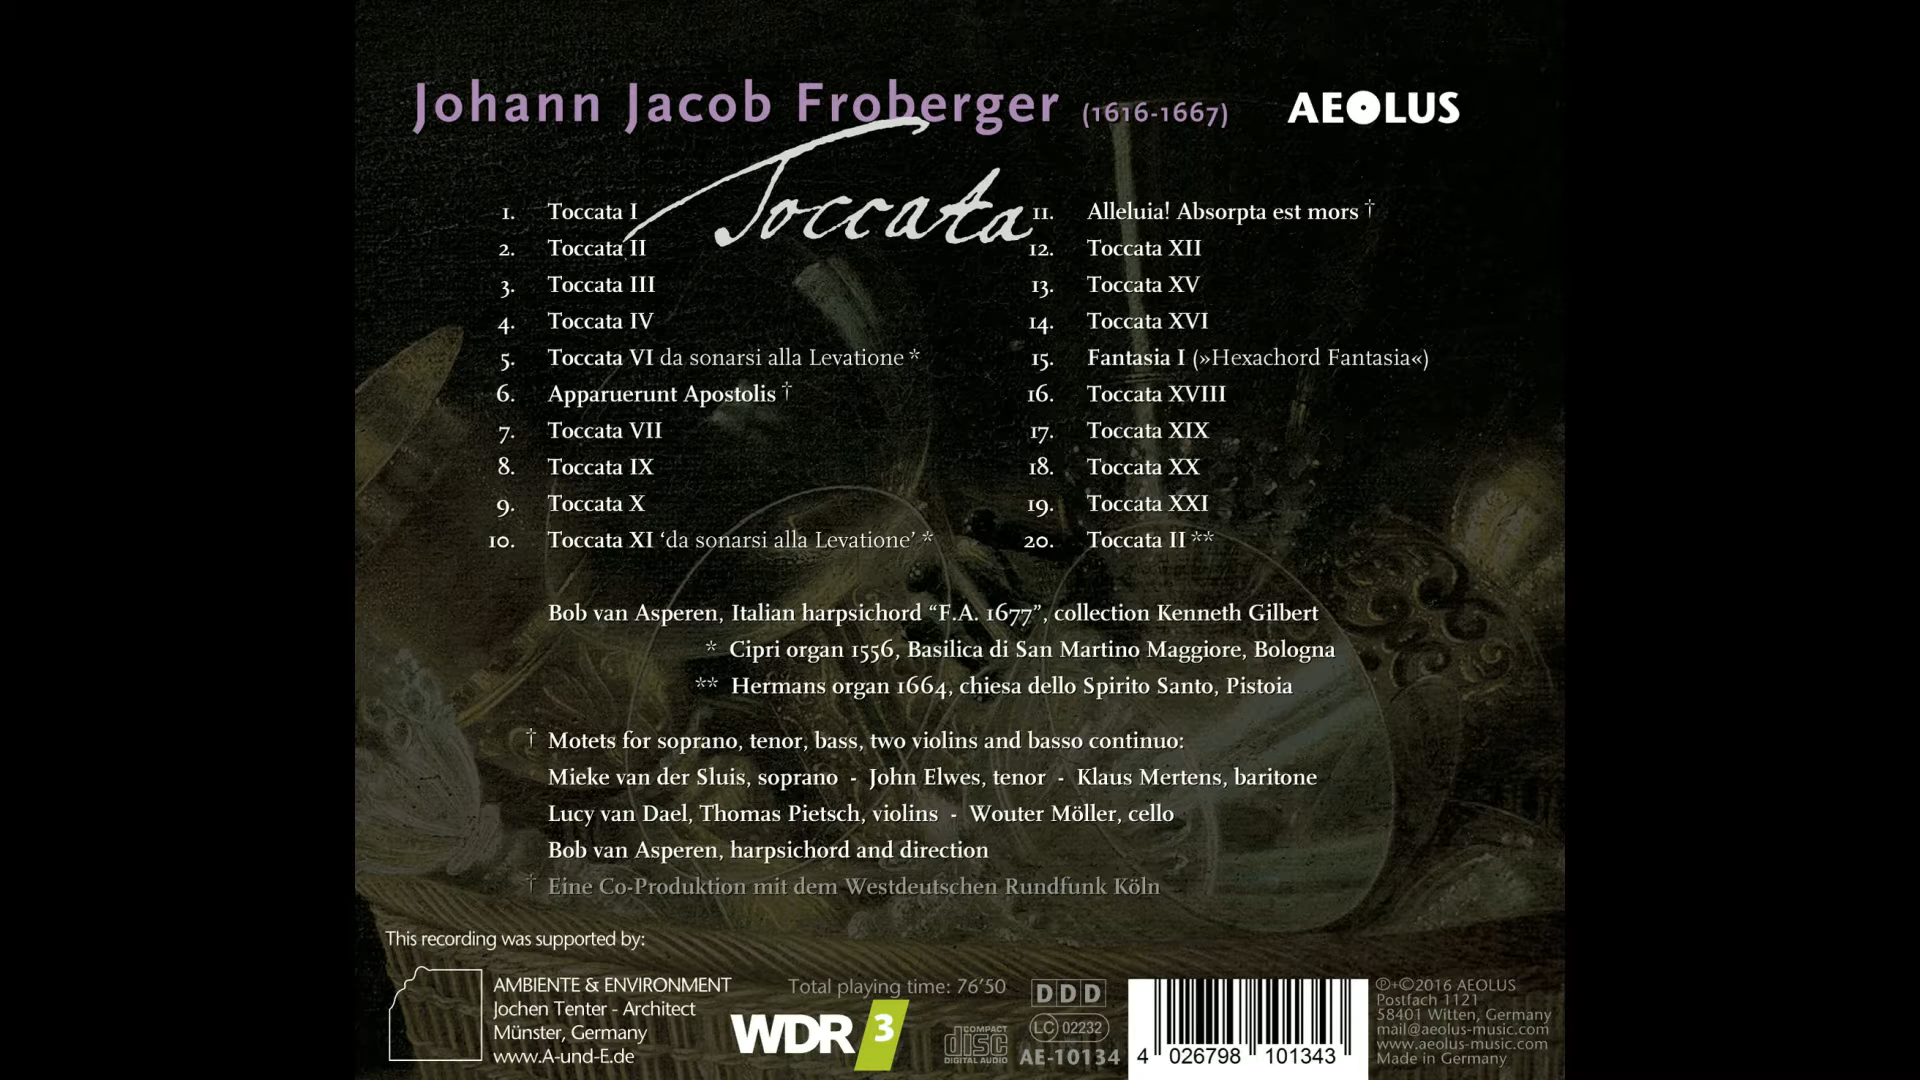 Johann Jacob Froberger (1616-1667)
AEOLUS
Toccata
1. Toccata I
2. Toccata II
3. Toccata III
4. Toccata IV
5. Toccata VI da sonarsi alla Levatione *
6. Apparuerunt Apostolis †
7. Toccata VII
8. Toccata IX
9. Toccata X
10. Toccata XI ‘da sonarsi alla Levatione’ *
11. Alleluia! Absorpta est mors †
12. Toccata XII
13. Toccata XV
14. Toccata XVI
15. Fantasia I (»Hexachord Fantasia«)
16. Toccata XVIII
17. Toccata XIX
18. Toccata XX
19. Toccata XXI
20. Toccata II **
Bob van Asperen, Italian harpsichord “F.A. 1677”, collection Kenneth Gilbert
* Cipri organ 1556, Basilica di San Martino Maggiore, Bologna
** Hermans organ 1664, chiesa dello Spirito Santo, Pistoia
† Motets for soprano, tenor, bass, two violins and basso continuo:
Mieke van der Sluis, soprano - John Elwes, tenor - Klaus Mertens, baritone
Lucy van Dael, Thomas Pietsch, violins - Wouter Möller, cello
Bob van Asperen, harpsichord and direction
† Eine Co-Produktion mit dem Westdeutschen Rundfunk Köln
This recording was supported by:
AMBIENTE & ENVIRONMENT
Jochen Tenter - Architect
Münster, Germany
www.A-und-E.de
Total playing time: 76’50
WDR 3
COMPACT
disc
DIGITAL AUDIO
DDD
LC 02232
AE-10134
4 026798 101343
℗+©2016 AEOLUS
Postfach 1121
58401 Witten, Germany
mail@aeolus-music.com
www.aeolus-music.com
Made in Germany